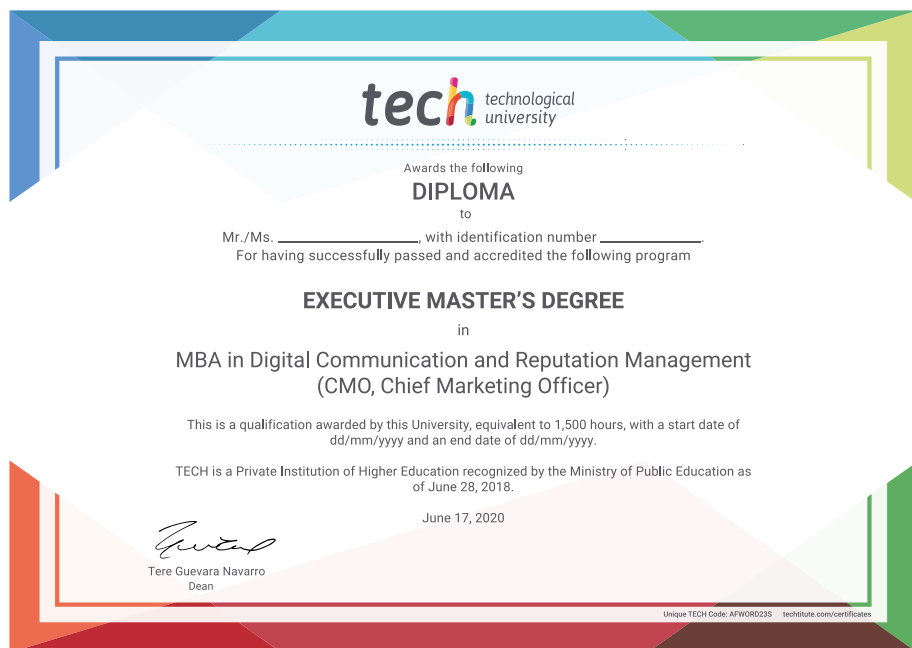 tech technological
university
Awards the following
DIPLOMA
to
Mr./Ms. ____________________, with identification number ______________.
For having successfully passed and accredited the following program
EXECUTIVE MASTER'S DEGREE
in
MBA in Digital Communication and Reputation Management
(CMO, Chief Marketing Officer)
This is a qualification awarded by this University, equivalent to 1,500 hours, with a start date of
dd/mm/yyyy and an end date of dd/mm/yyyy.
TECH is a Private Institution of Higher Education recognized by the Ministry of Public Education as
of June 28, 2018.
June 17, 2020
Tere Guevara Navarro
Dean
Unique TECH Code: AFWORD23S techtitute.com/certificates